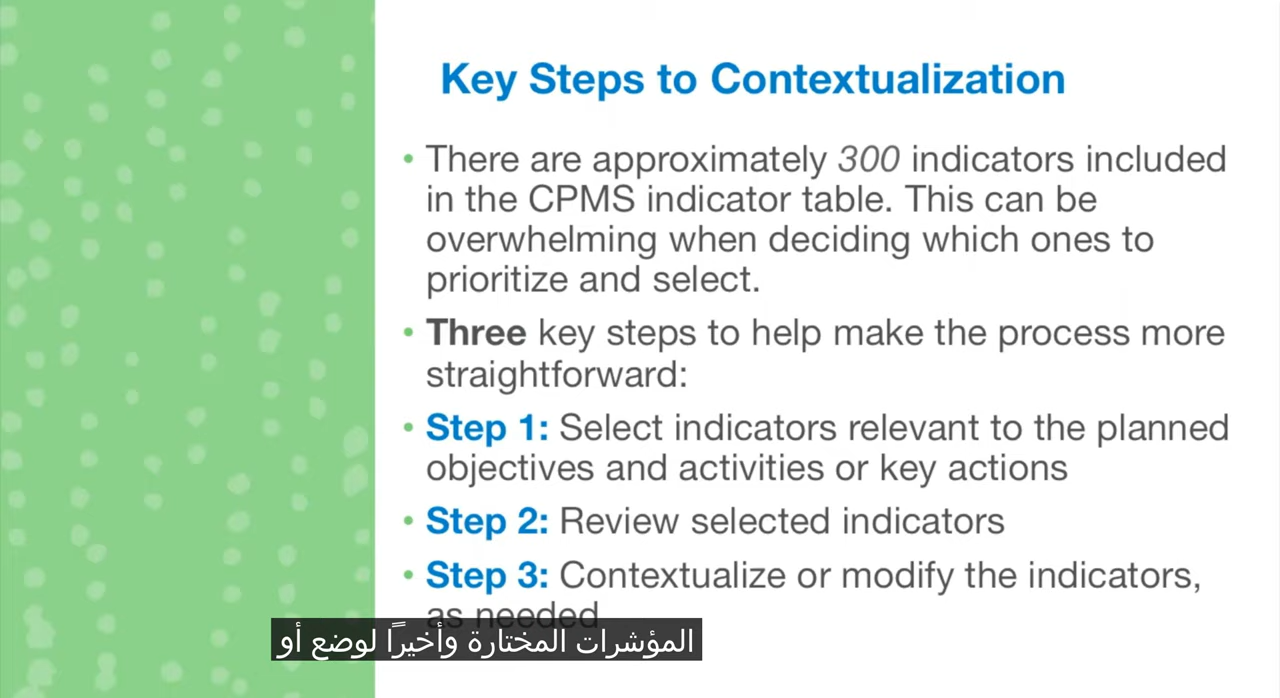 Key Steps to Contextualization
• There are approximately 300 indicators included
in the CPMS indicator table. This can be
overwhelming when deciding which ones to
prioritize and select.
• Three key steps to help make the process more
straightforward:
• Step 1: Select indicators relevant to the planned
objectives and activities or key actions
• Step 2: Review selected indicators
• Step 3: Contextualize or modify the indicators,
as needed
المؤشرات المختارة وأخيرًا لوضع أو